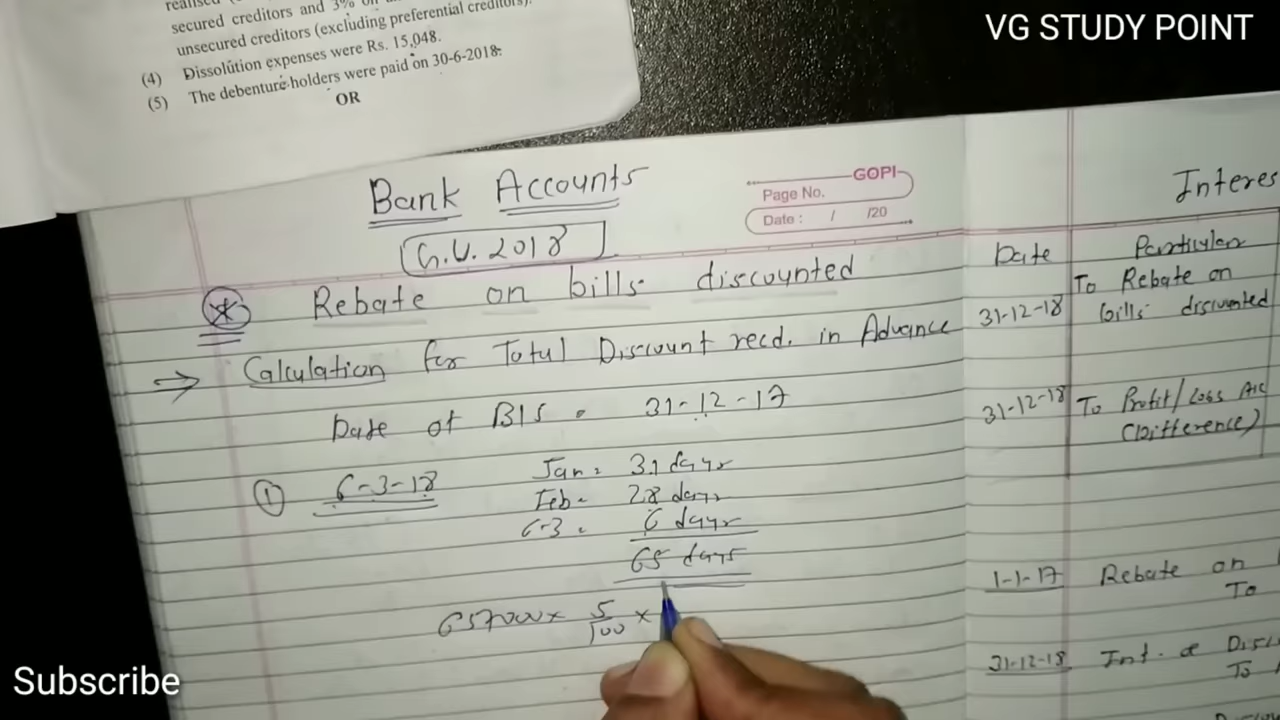 VG STUDY POINT
secured creditors and 3% on
unsecured creditors (excluding preferential creditors).
(4) Dissolution expenses were Rs. 15,048.
(5) The debenture-holders were paid on 30-6-2018.
OR
GOPI
Page No.
Date : / /20
Bank Accounts
G.U. 2018
Rebate on bills discounted
Calculation for Total Discount recd. in Advance
Date of B/S = 31-12-17
① 6-3-18
Jan = 31 days
Feb = 28 days
6-3 = 6 days
65 days
657000 × 5/100 ×
Interes
Date Particular
31-12-18 To Rebate on
bills discounted
31-12-18 To Profit/Loss A/c
(Difference)
1-1-17 Rebate on
To
31-12-18 Int. & Disc
To
Subscribe